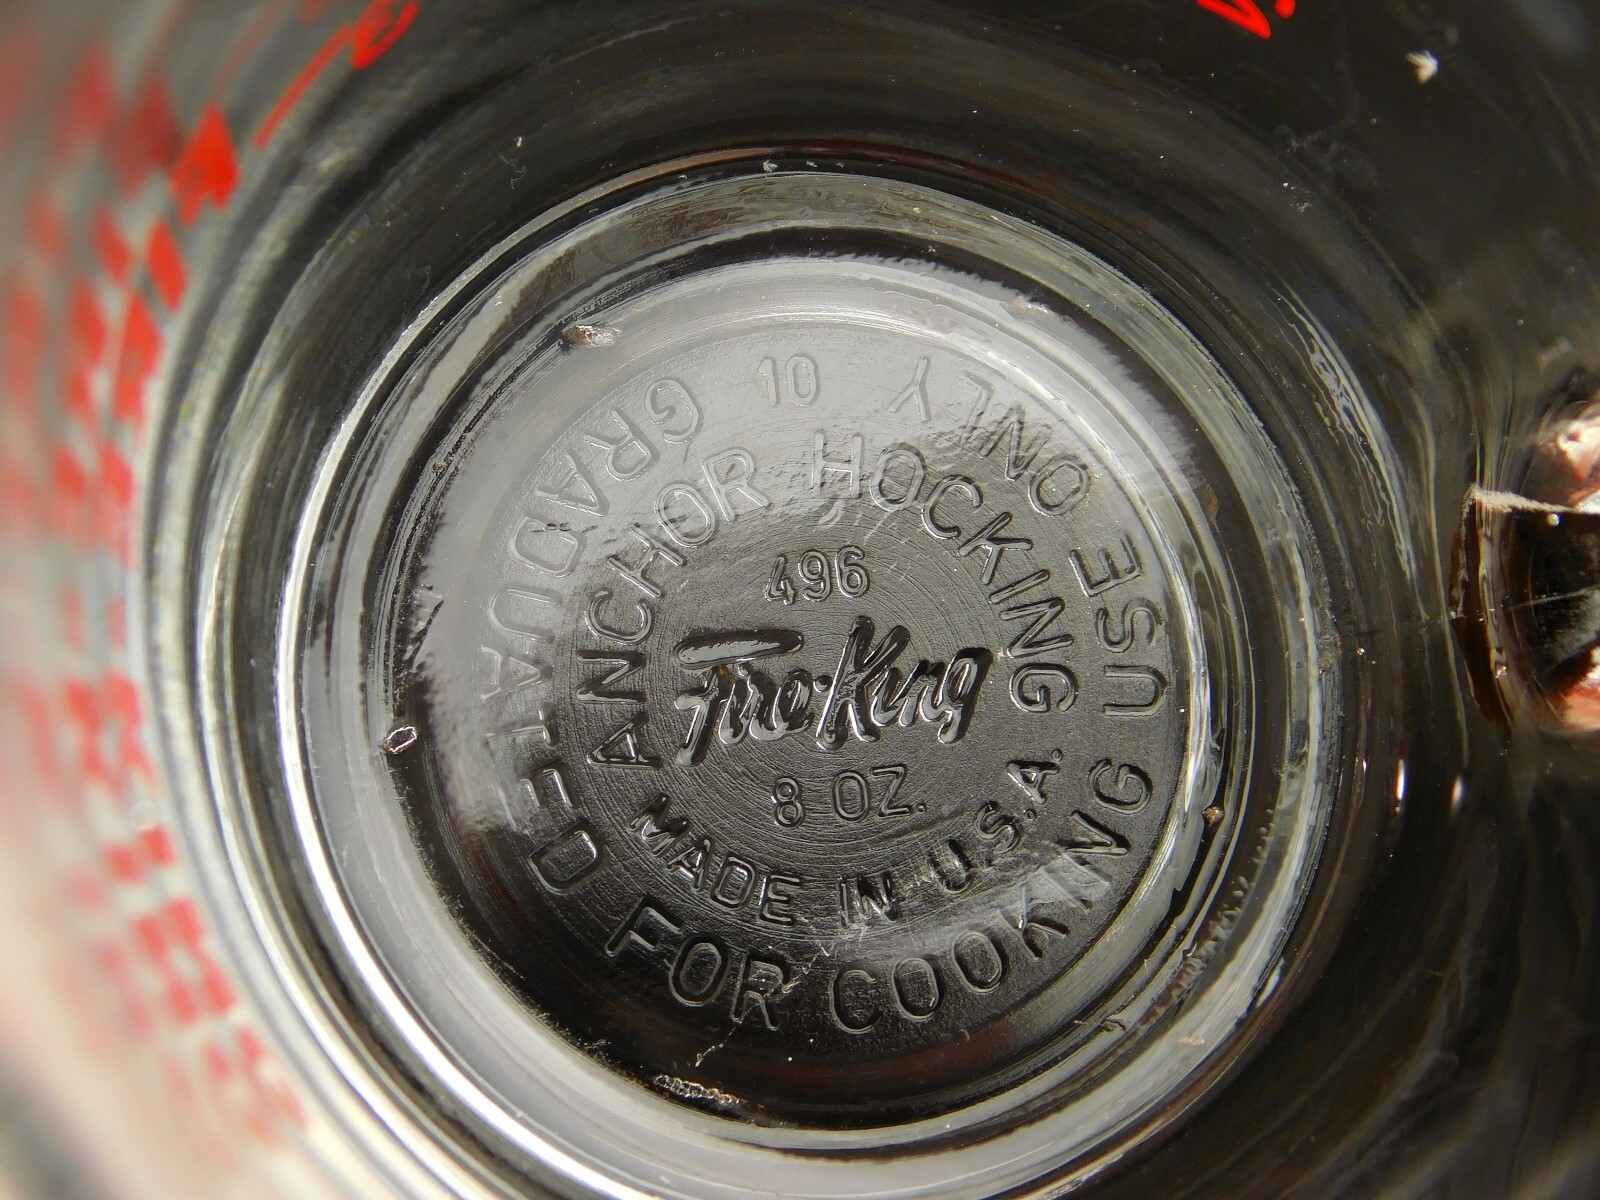 10
GRADUATED FOR COOKING USE ONLY
ANCHOR HOCKING
496
Fire-King
8 OZ.
MADE IN U.S.A.